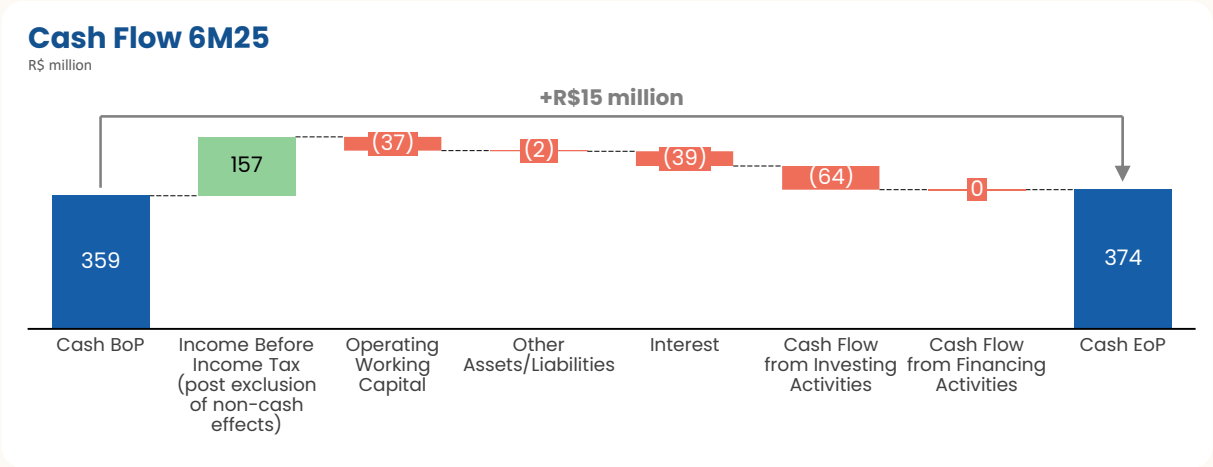 Cash Flow 6M25
R$ million
+R$15 million
359
157
(37)
(2)
(39)
(64)
0
374
Cash BoP
Income Before
Income Tax
(post exclusion
of non-cash
effects)
Operating
Working
Capital
Other
Assets/Liabilities
Interest
Cash Flow
from Investing
Activities
Cash Flow
from Financing
Activities
Cash EoP